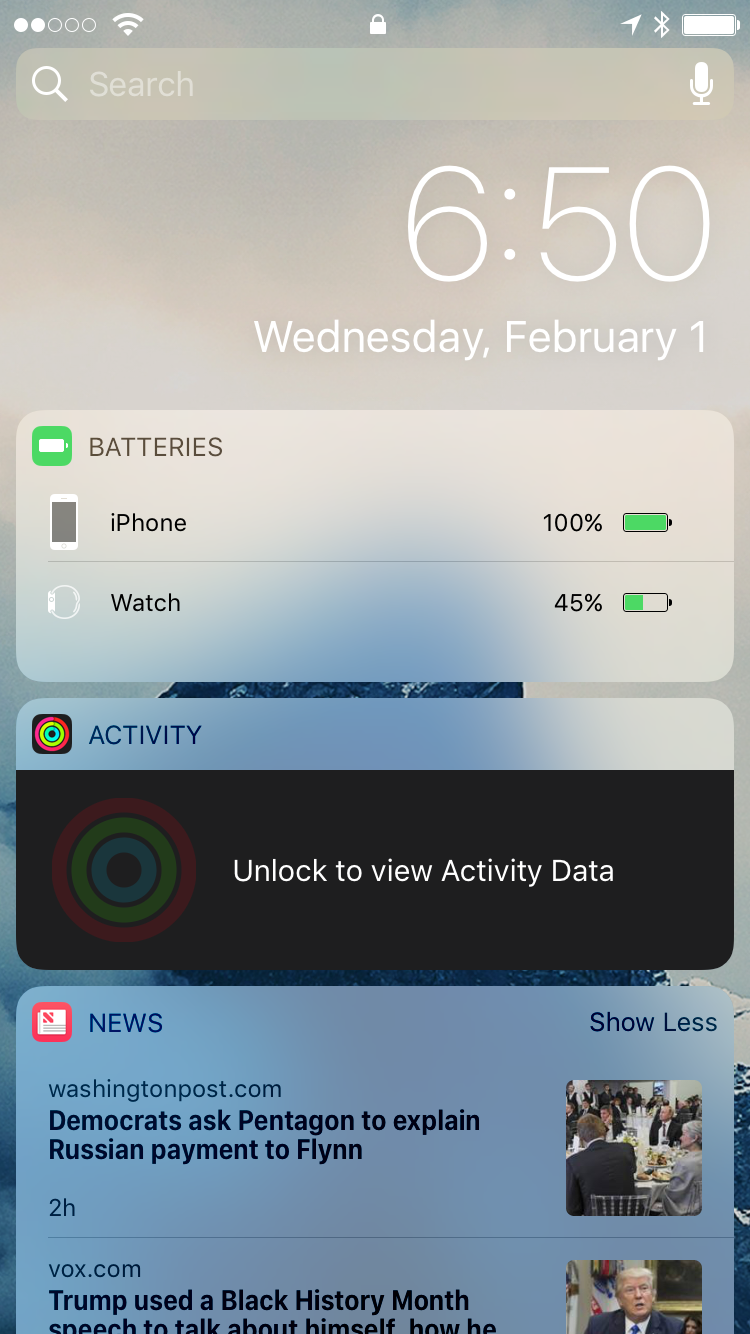 Search
6:50
Wednesday, February 1
BATTERIES
iPhone 100%
Watch 45%
ACTIVITY
Unlock to view Activity Data
NEWS Show Less
washingtonpost.com
Democrats ask Pentagon to explain
Russian payment to Flynn
2h
vox.com
Trump used a Black History Month
speech to talk about himself, how he